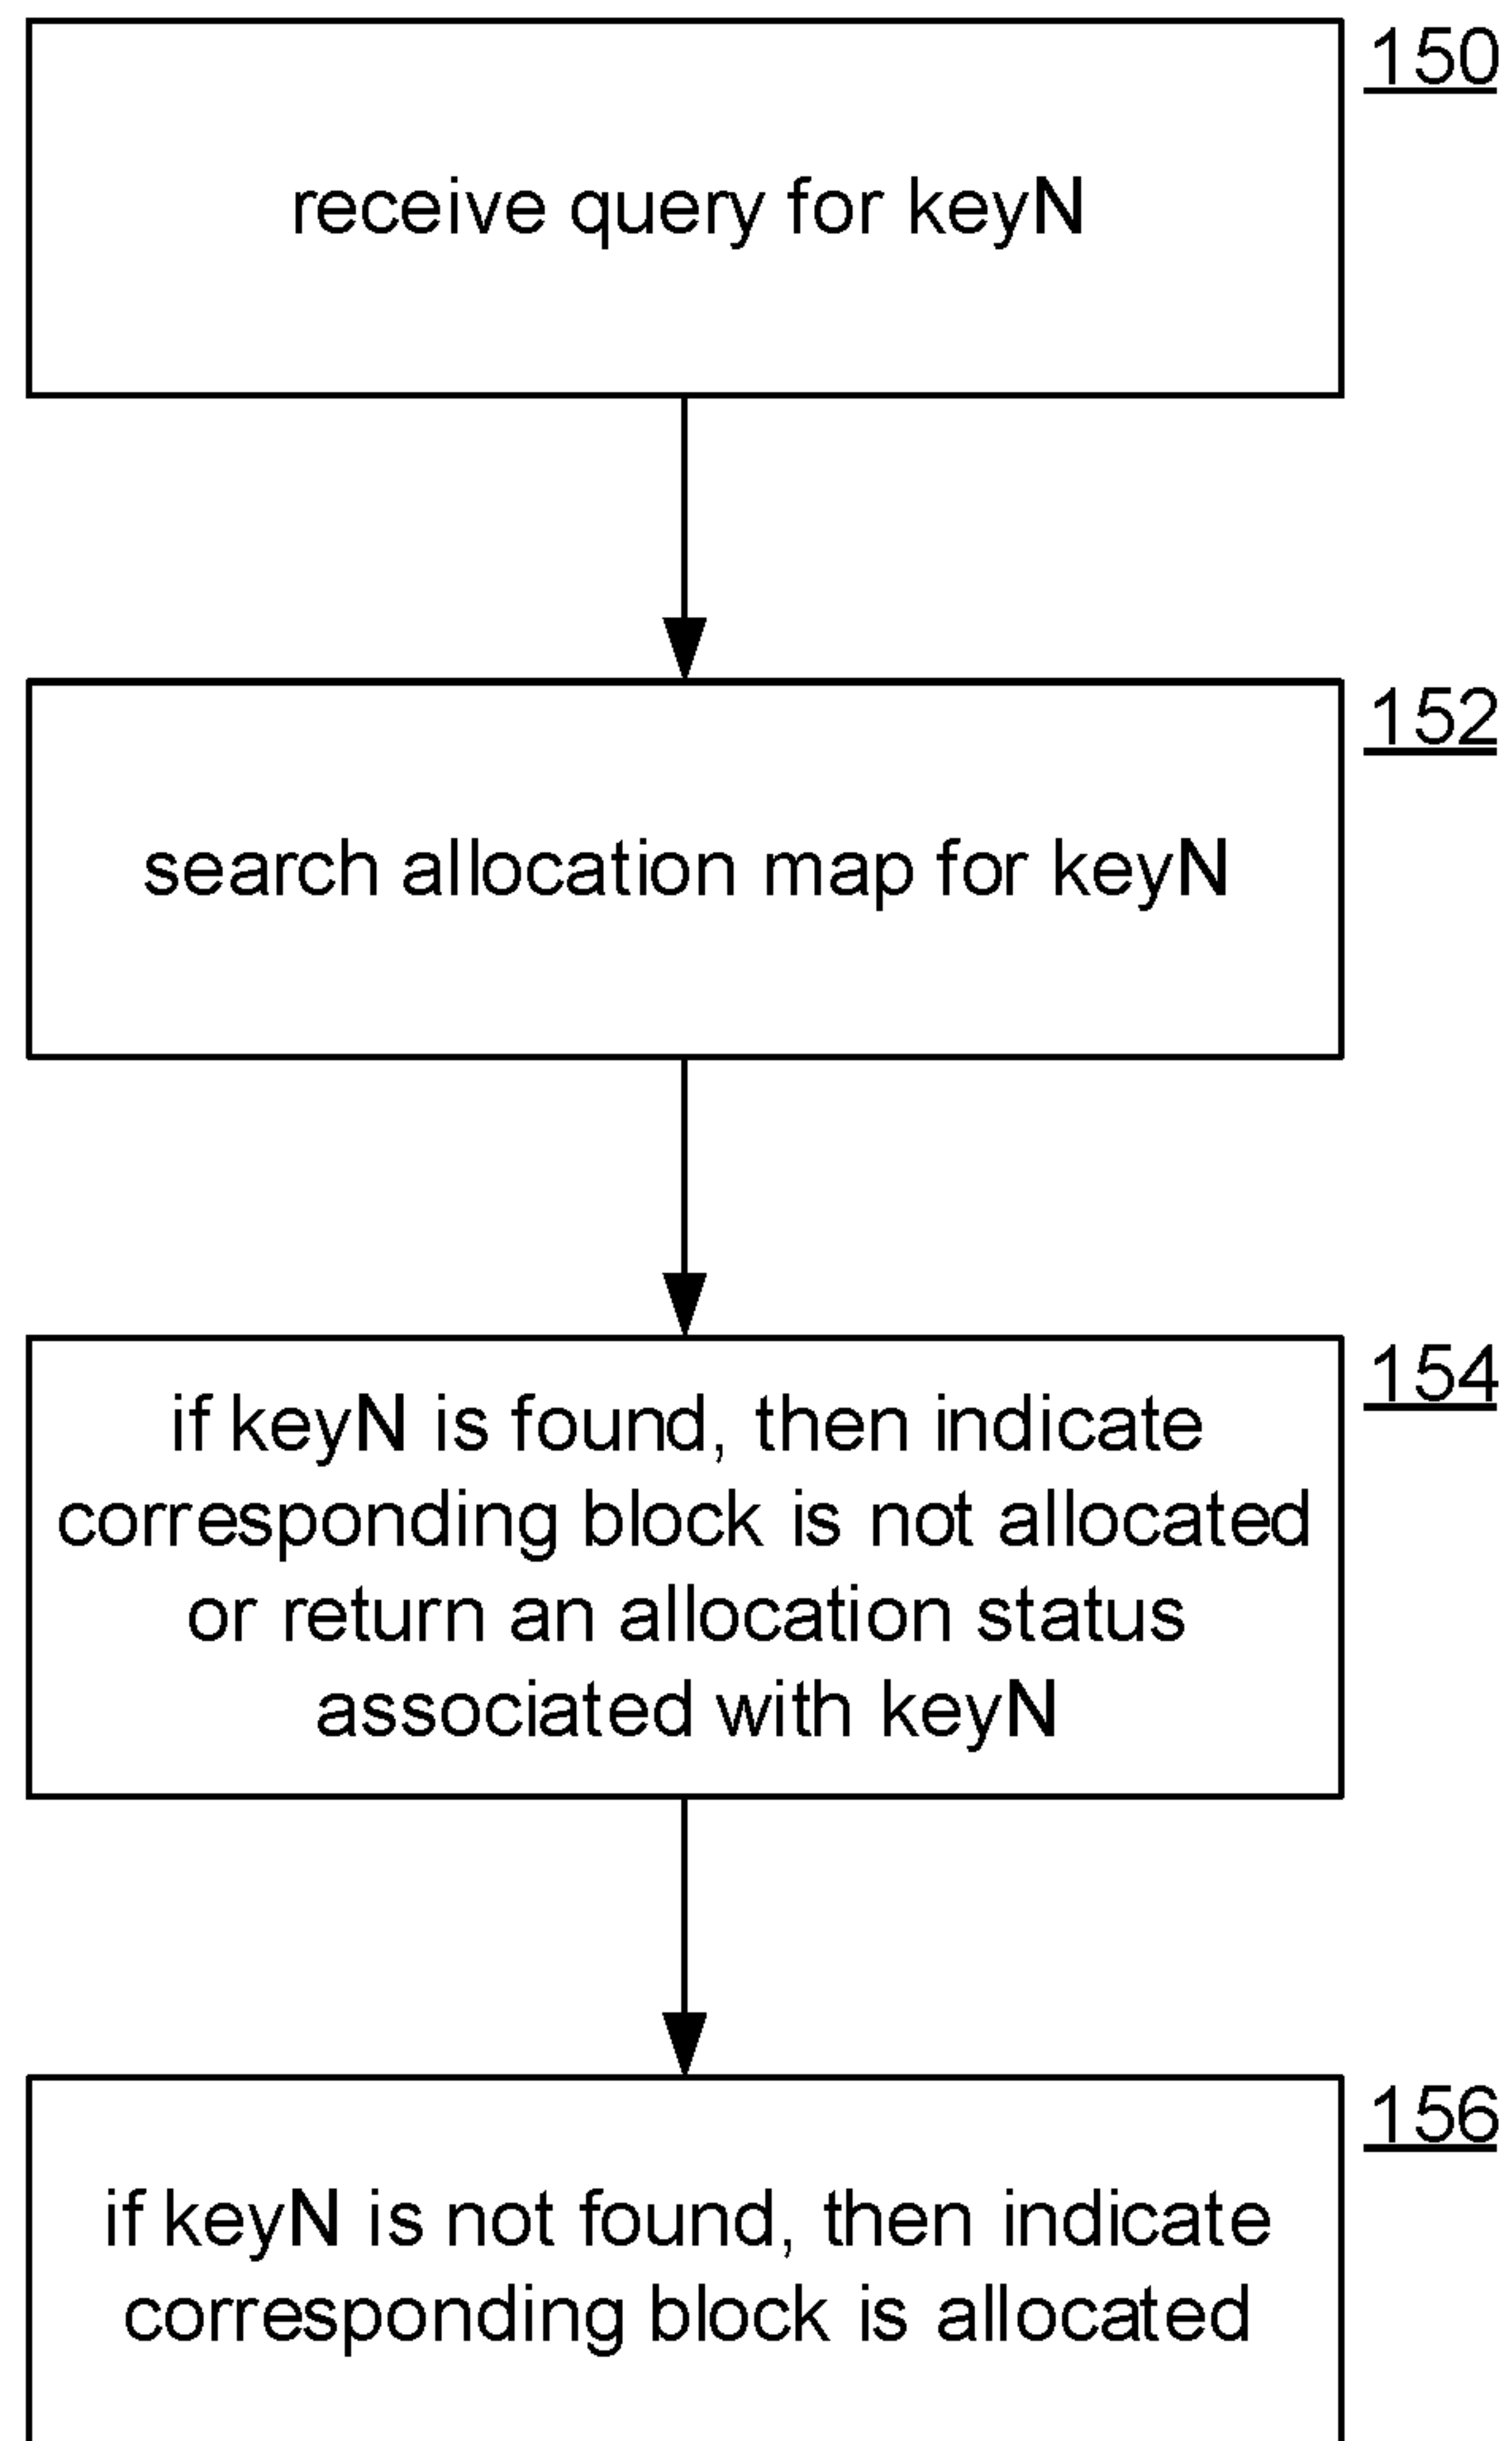 150
receive query for keyN
152
search allocation map for keyN
154
if keyN is found, then indicate
corresponding block is not allocated
or return an allocation status
associated with keyN
156
if keyN is not found, then indicate
corresponding block is allocated